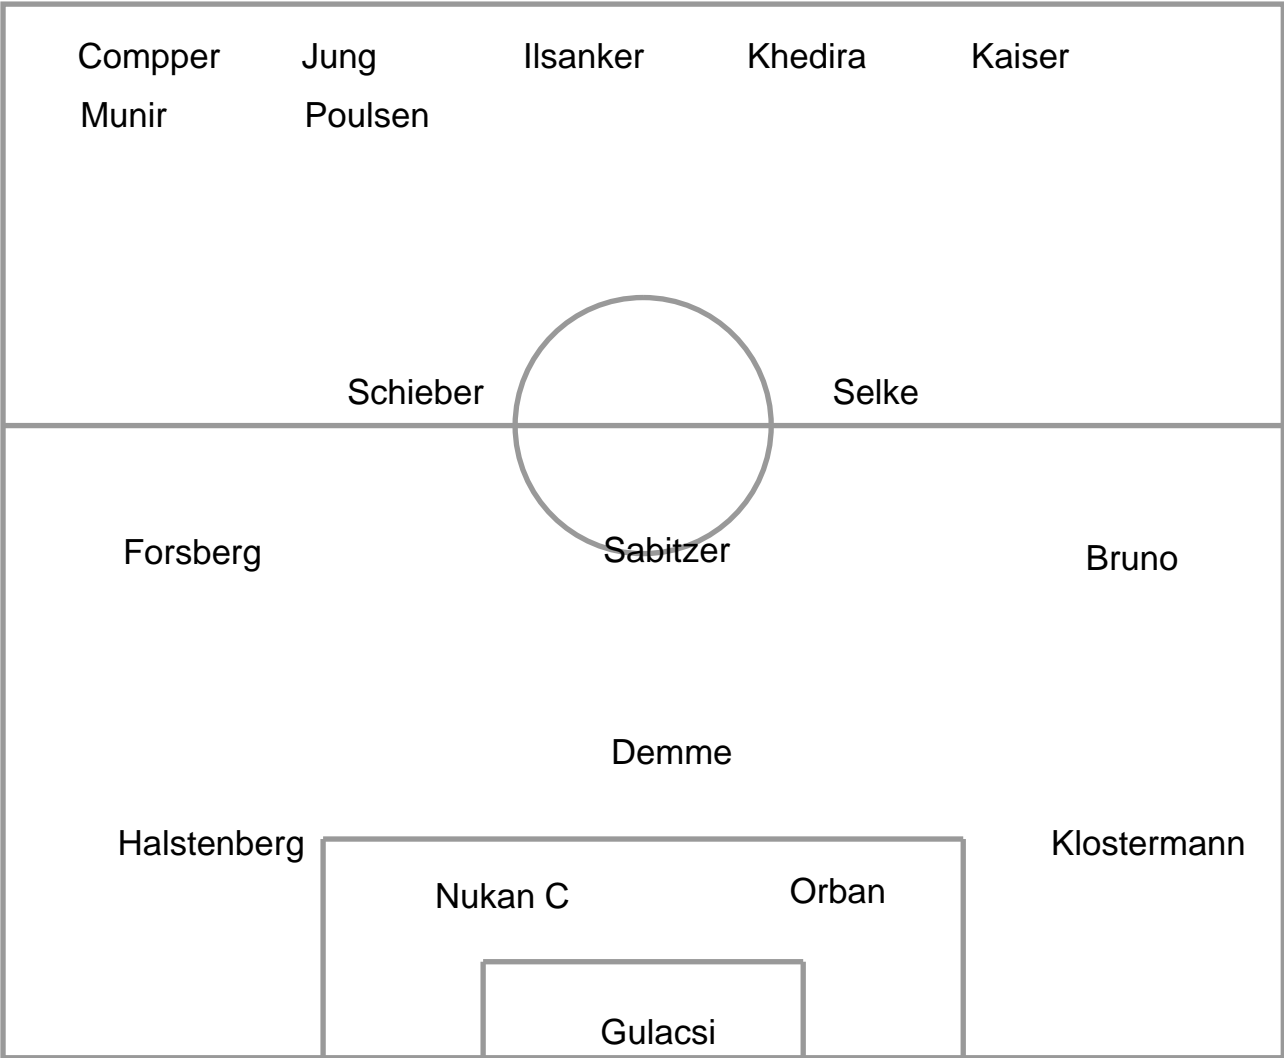 Compper Jung Ilsanker Khedira Kaiser
Munir Poulsen
Schieber Selke
Forsberg Sabitzer Bruno
Demme
Halstenberg Klostermann
Nukan C Orban
Gulacsi